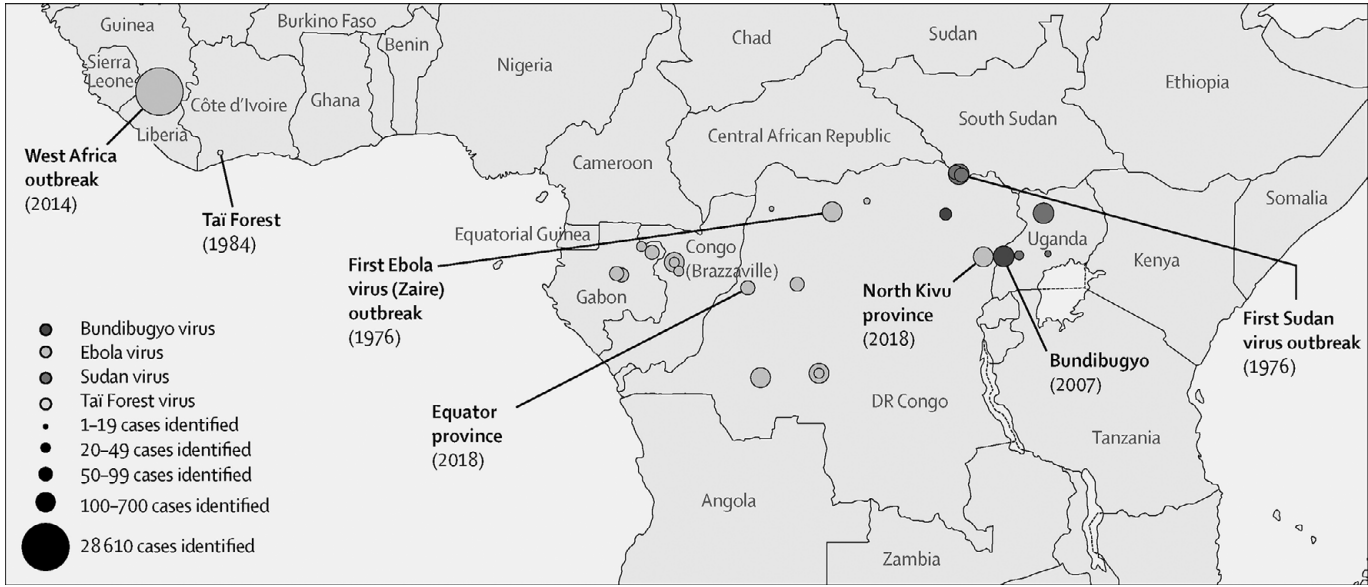 Guinea
Burkino Faso
Benin
Nigeria
Chad
Sudan
Ethiopia
Sierra
Leone
Côte d'Ivoire
Ghana
Liberia
Central African Republic
South Sudan
Cameroon
Somalia
West Africa
outbreak
(2014)
Taï Forest
(1984)
Equatorial Guinea
Congo
(Brazzaville)
Gabon
Uganda
Kenya
First Ebola
virus (Zaire)
outbreak
(1976)
North Kivu
province
(2018)
Bundibugyo
(2007)
First Sudan
virus outbreak
(1976)
Equator
province
(2018)
DR Congo
Tanzania
Angola
Zambia
Bundibugyo virus
Ebola virus
Sudan virus
Taï Forest virus
1–19 cases identified
20–49 cases identified
50–99 cases identified
100–700 cases identified
28 610 cases identified